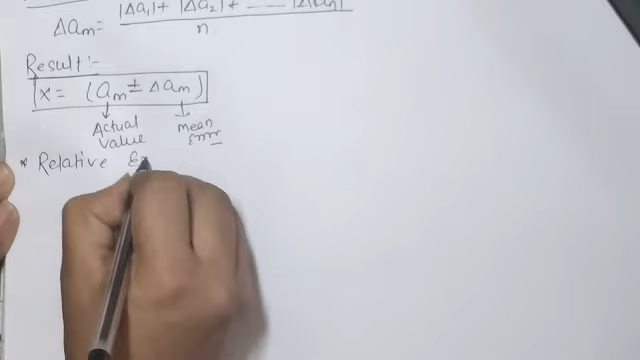 |Δa₁|+ |Δa₂|+ ---- |Δaₙ|
Δaₘ= n
Result :-
x= (aₘ ± Δaₘ)
Actual mean
value Error
* Relative